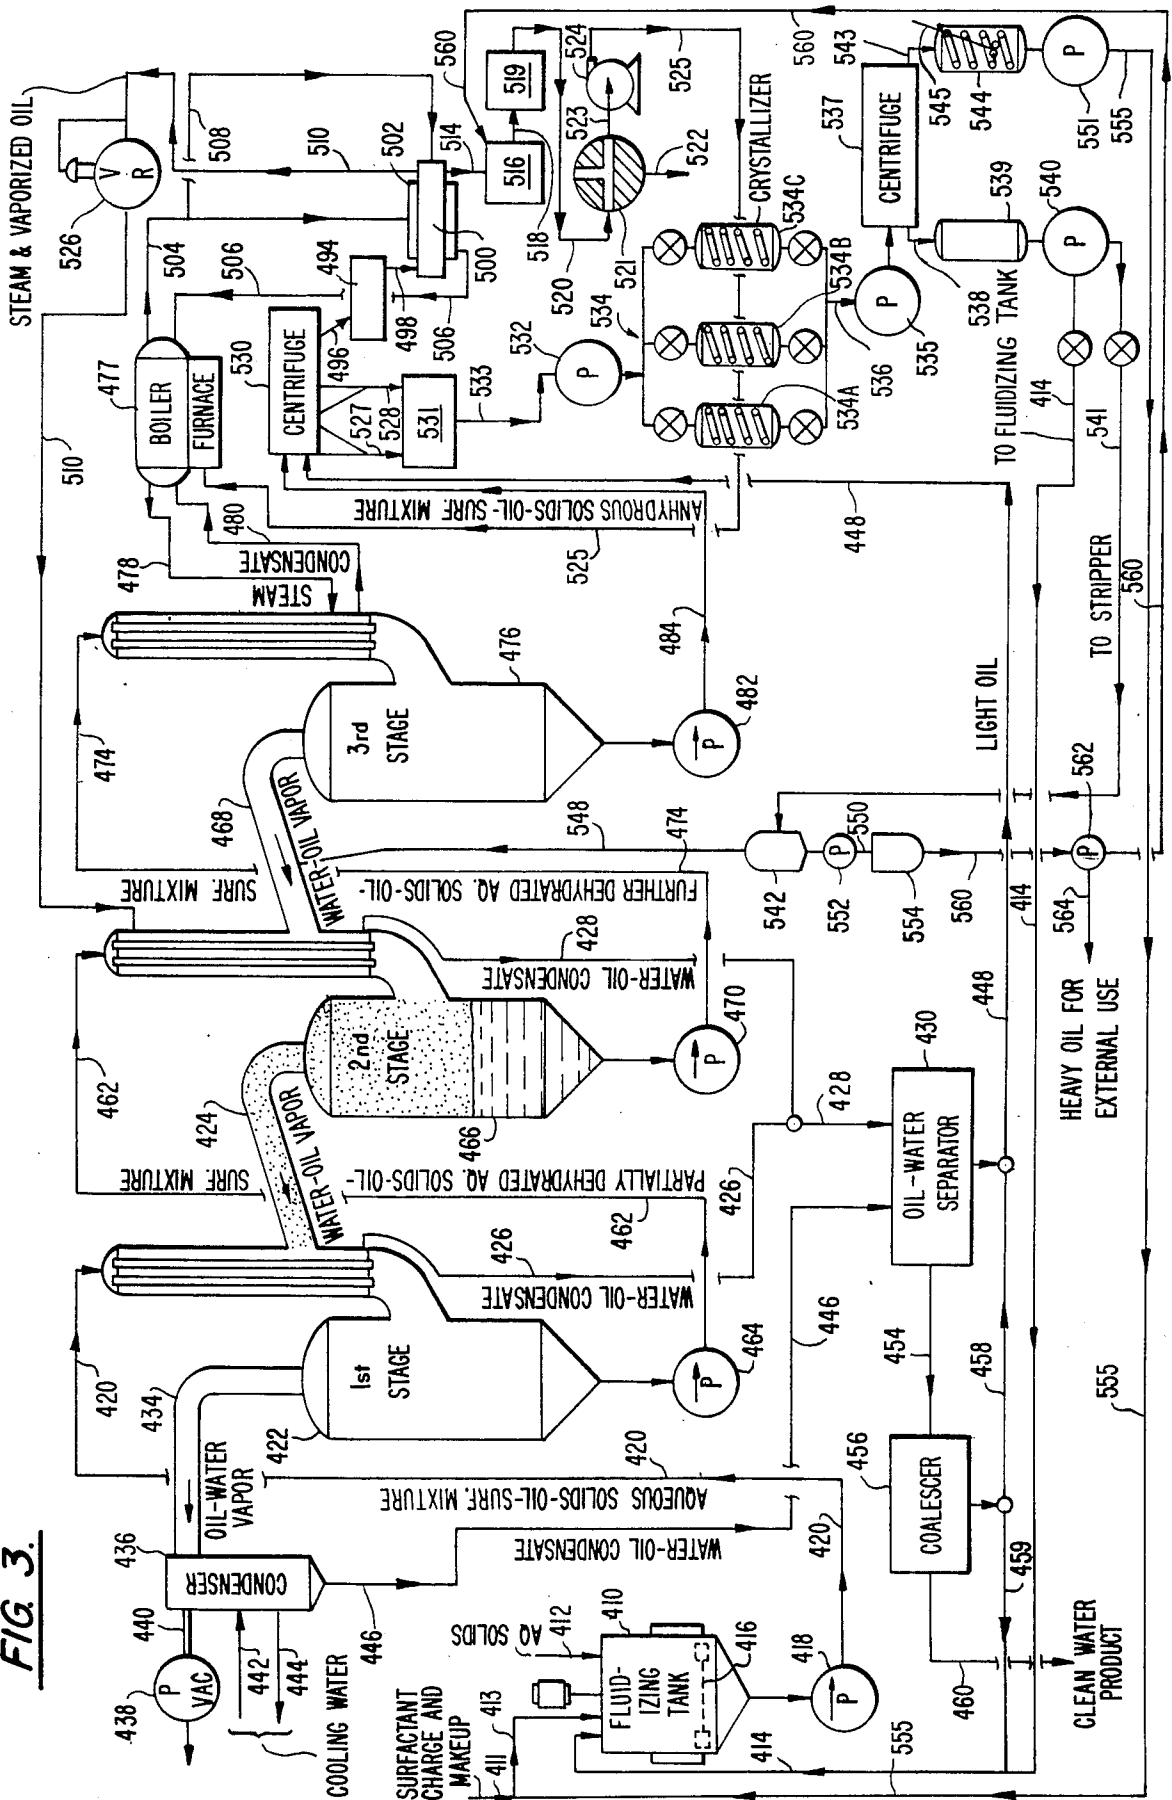 FIG. 3.
438
P
VAC
440
436
CONDENSER
442
444
COOLING WATER
446
OIL-WATER
VAPOR
434
420
422
1st
STAGE
WATER-OIL VAPOR
424
462
SURF. MIXTURE
2nd
STAGE
466
WATER-OIL VAPOR
468
474
SURF. MIXTURE
3rd
STAGE
476
STEAM
478
CONDENSATE
480
510
477
BOILER
FURNACE
STEAM & VAPORIZED OIL
526
V
R
504
506
508
510
502
514
500
494
496
498
506
530
CENTRIFUGE
527
528
531
533
532
P
560
516
519
518
520
521
522
523
524
525
534
534A
534B
534C
CRYSTALLIZER
536
535
P
537
CENTRIFUGE
538
539
540
P
543
545
544
551
P
555
560
TO FLUIDIZING TANK
414
541
TO STRIPPER
560
ANHYDROUS SOLIDS-OIL-SURF. MIXTURE
525
448
484
482
P
LIGHT OIL
548
FURTHER DEHYDRATED AQ. SOLIDS-OIL-
474
542
P
550
552
554
560
414
P
562
564
HEAVY OIL FOR
EXTERNAL USE
WATER-OIL CONDENSATE
428
470
P
PARTIALLY DEHYDRATED AQ. SOLIDS-OIL-
462
426
428
430
OIL-WATER
SEPARATOR
448
WATER-OIL CONDENSATE
426
464
P
446
454
456
COALESCER
458
459
460
CLEAN WATER
PRODUCT
555
AQUEOUS SOLIDS-OIL-SURF. MIXTURE
420
WATER-OIL CONDENSATE
420
418
P
AQ SOLIDS
412
410
FLUID-
IZING
TANK
416
SURFACTANT
CHARGE AND
MAKEUP
411
413
414
555